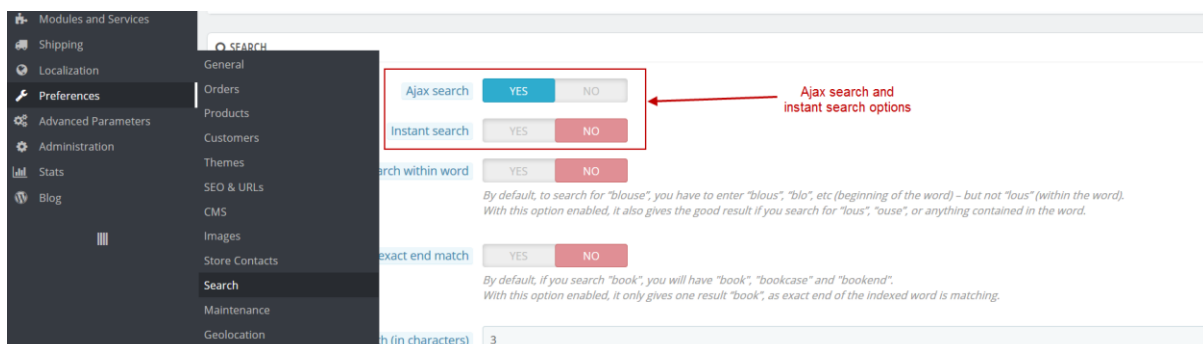 Modules and Services
Shipping
Localization
Preferences
Advanced Parameters
Administration
Stats
Blog
General
Orders
Products
Customers
Themes
SEO & URLs
CMS
Images
Store Contacts
Search
Maintenance
Geolocation
SEARCH
Ajax search YES NO
Instant search YES NO
Ajax search and
instant search options
arch within word YES NO
By default, to search for "blouse", you have to enter "blous", "blo", etc (beginning of the word) – but not "lous" (within the word).
With this option enabled, it also gives the good result if you search for "lous", "ouse", or anything contained in the word.
exact end match YES NO
By default, if you search "book", you will have "book", "bookcase" and "bookend".
With this option enabled, it only gives one result "book", as exact end of the indexed word is matching.
h (in characters) 3